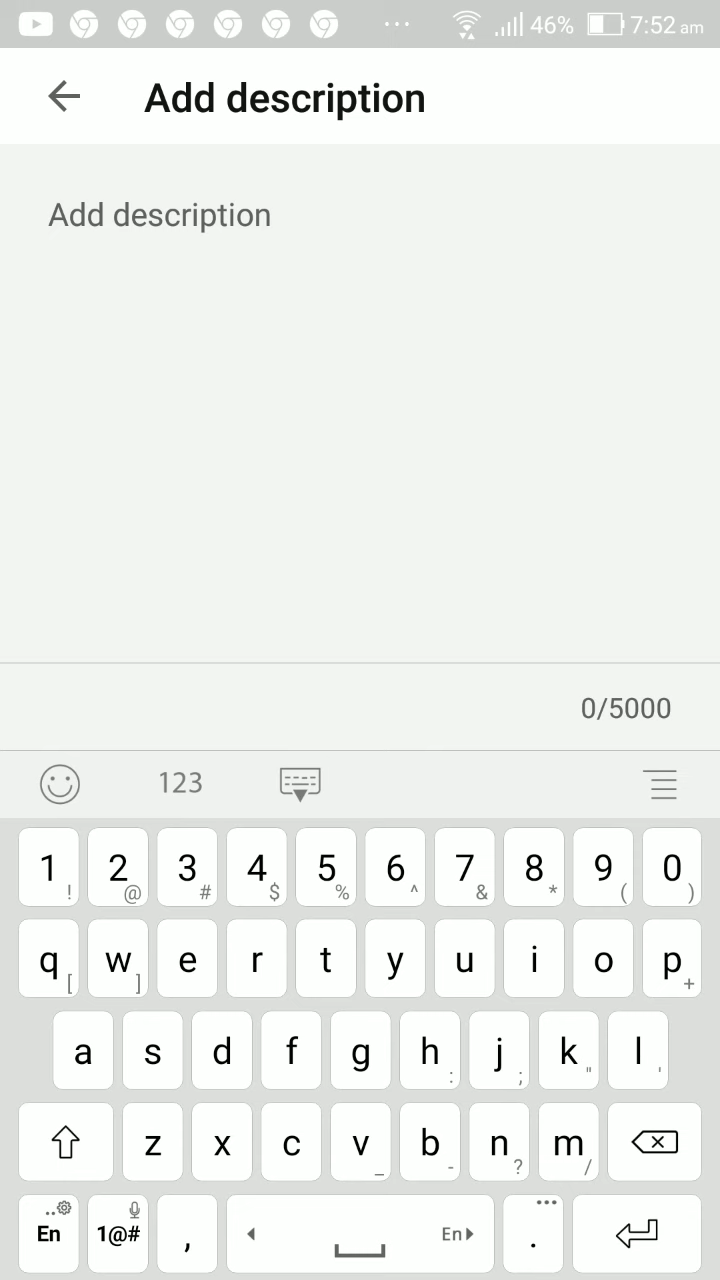 46% 7:52 am
Add description
Add description
0/5000
123
1 ! 2 @ 3 # 4 $ 5 % 6 ^ 7 & 8 * 9 ( 0 )
q [ w ] e r t y u i o p +
a s d f g h : j ; k " l '
z x c v _ b - n ? m /
En 1@# , En .